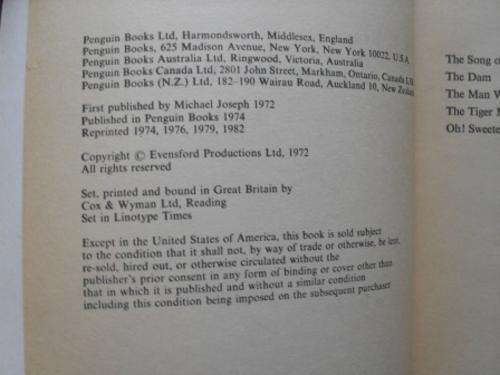 Penguin Books Ltd, Harmondsworth, Middlesex, England
Penguin Books, 625 Madison Avenue, New York, New York 10022, U.S.A.
Penguin Books Australia Ltd, Ringwood, Victoria, Australia
Penguin Books Canada Ltd, 2801 John Street, Markham, Ontario, Canada
Penguin Books (N.Z.) Ltd, 182–190 Wairau Road, Auckland 10, New Zealand
First published by Michael Joseph 1972
Published in Penguin Books 1974
Reprinted 1974, 1976, 1979, 1982
Copyright © Evensford Productions Ltd, 1972
All rights reserved
Set, printed and bound in Great Britain by
Cox & Wyman Ltd, Reading
Set in Linotype Times
Except in the United States of America, this book is sold subject
to the condition that it shall not, by way of trade or otherwise, be lent,
re-sold, hired out, or otherwise circulated without the
publisher's prior consent in any form of binding or cover other than
that in which it is published and without a similar condition
including this condition being imposed on the subsequent purchaser
The Song o
The Dam
The Man W
The Tiger M
Oh! Sweete